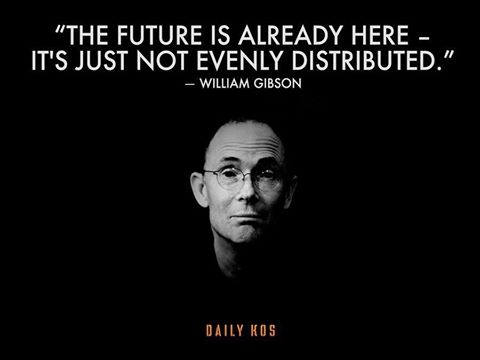 “THE FUTURE IS ALREADY HERE –
IT'S JUST NOT EVENLY DISTRIBUTED.”
— WILLIAM GIBSON
DAILY KOS